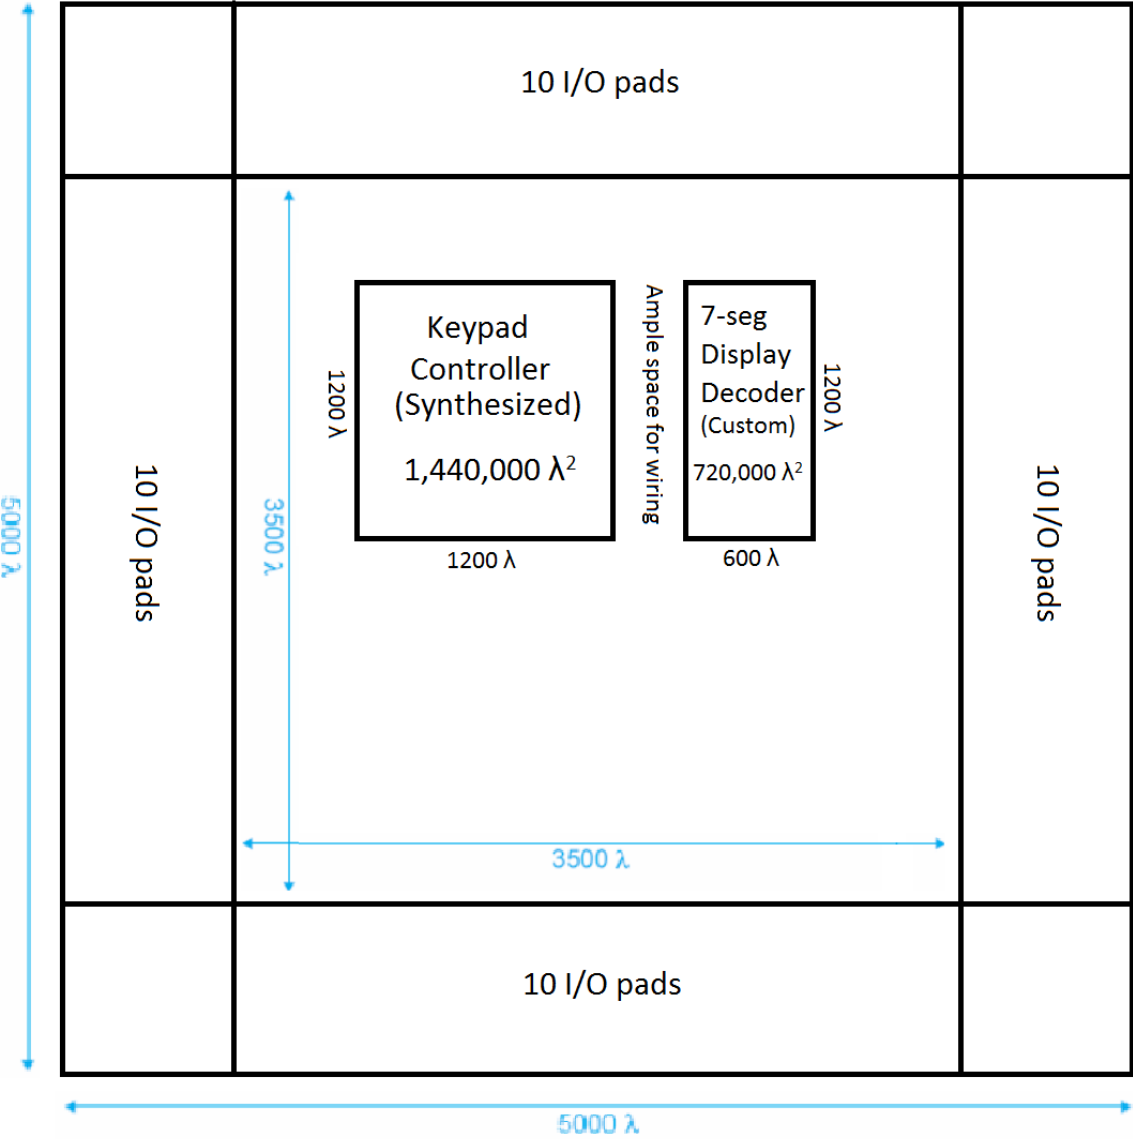 10 I/O pads
Keypad
Controller
(Synthesized)
1,440,000 λ²
1200 λ
1200 λ
Ample space for wiring
7-seg
Display
Decoder
(Custom)
720,000 λ²
1200 λ
600 λ
10 I/O pads
10 I/O pads
5000 λ
3500 λ
3500 λ
10 I/O pads
5000 λ